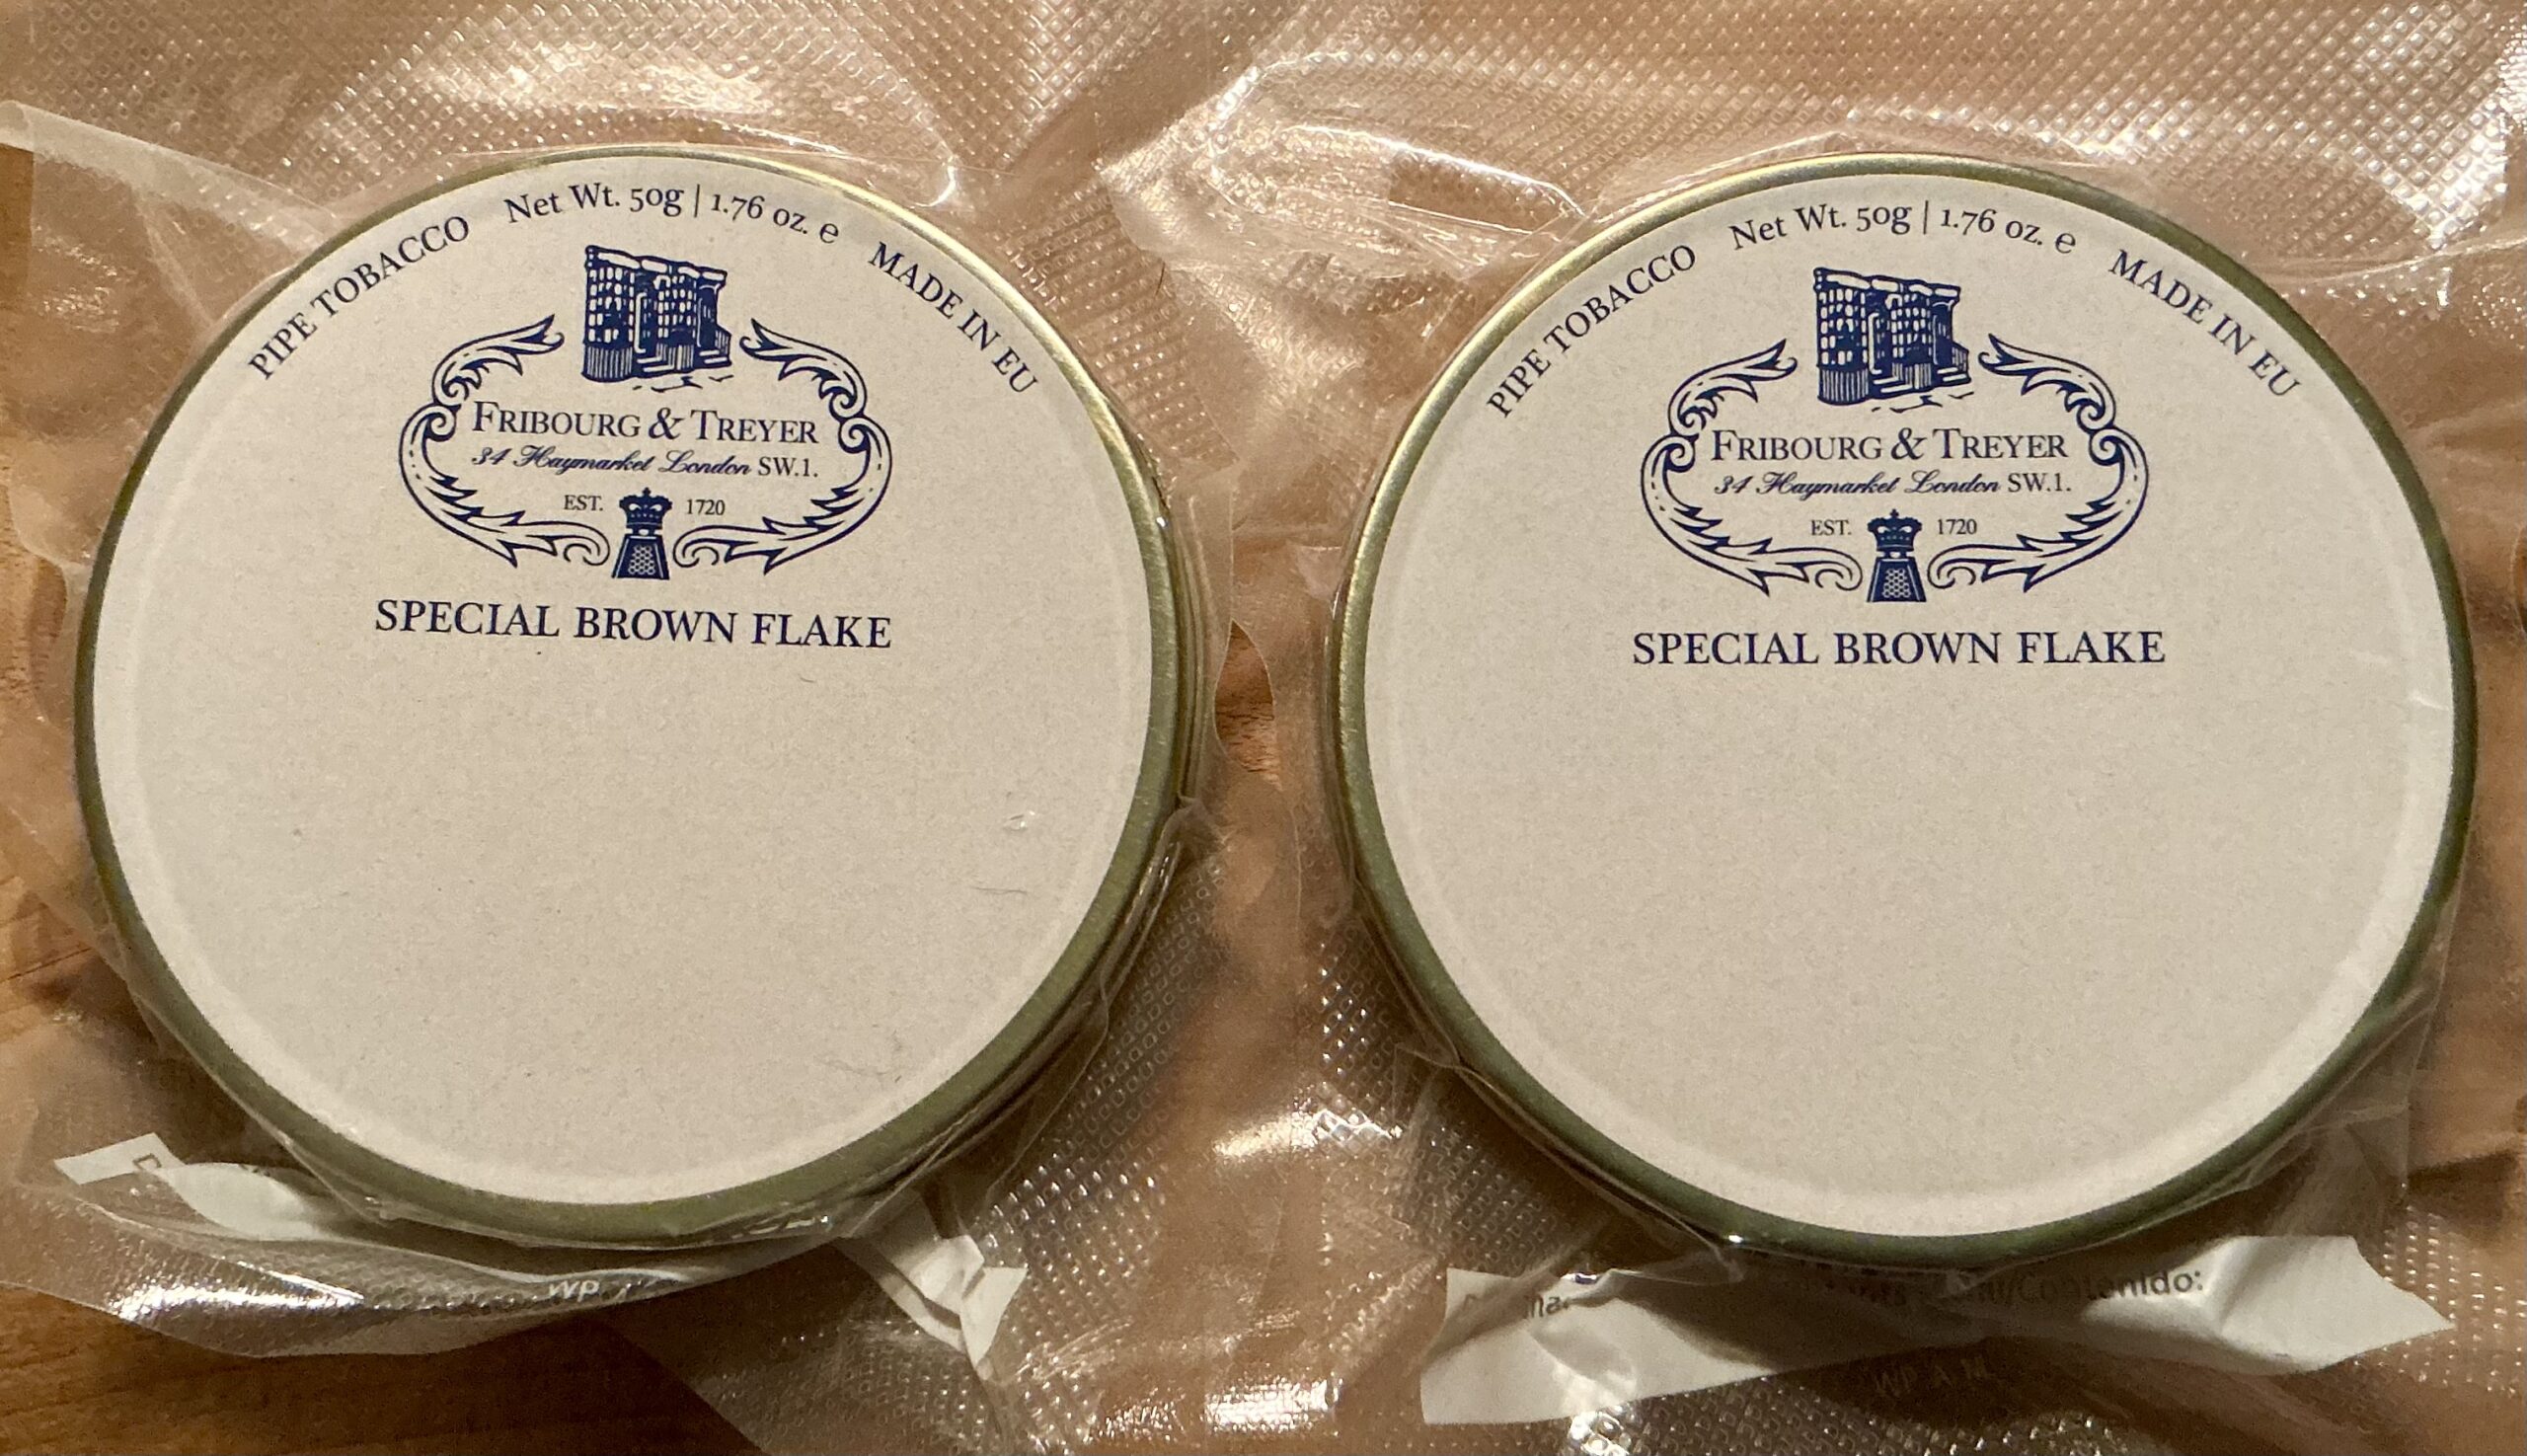 PIPE TOBACCO Net Wt. 50g | 1.76 oz. e MADE IN EU
FRIBOURG & TREYER
34 Haymarket London SW.1.
EST. 1720
SPECIAL BROWN FLAKE
WP
PIPE TOBACCO Net Wt. 50g | 1.76 oz. e MADE IN EU
FRIBOURG & TREYER
34 Haymarket London SW.1.
EST. 1720
SPECIAL BROWN FLAKE